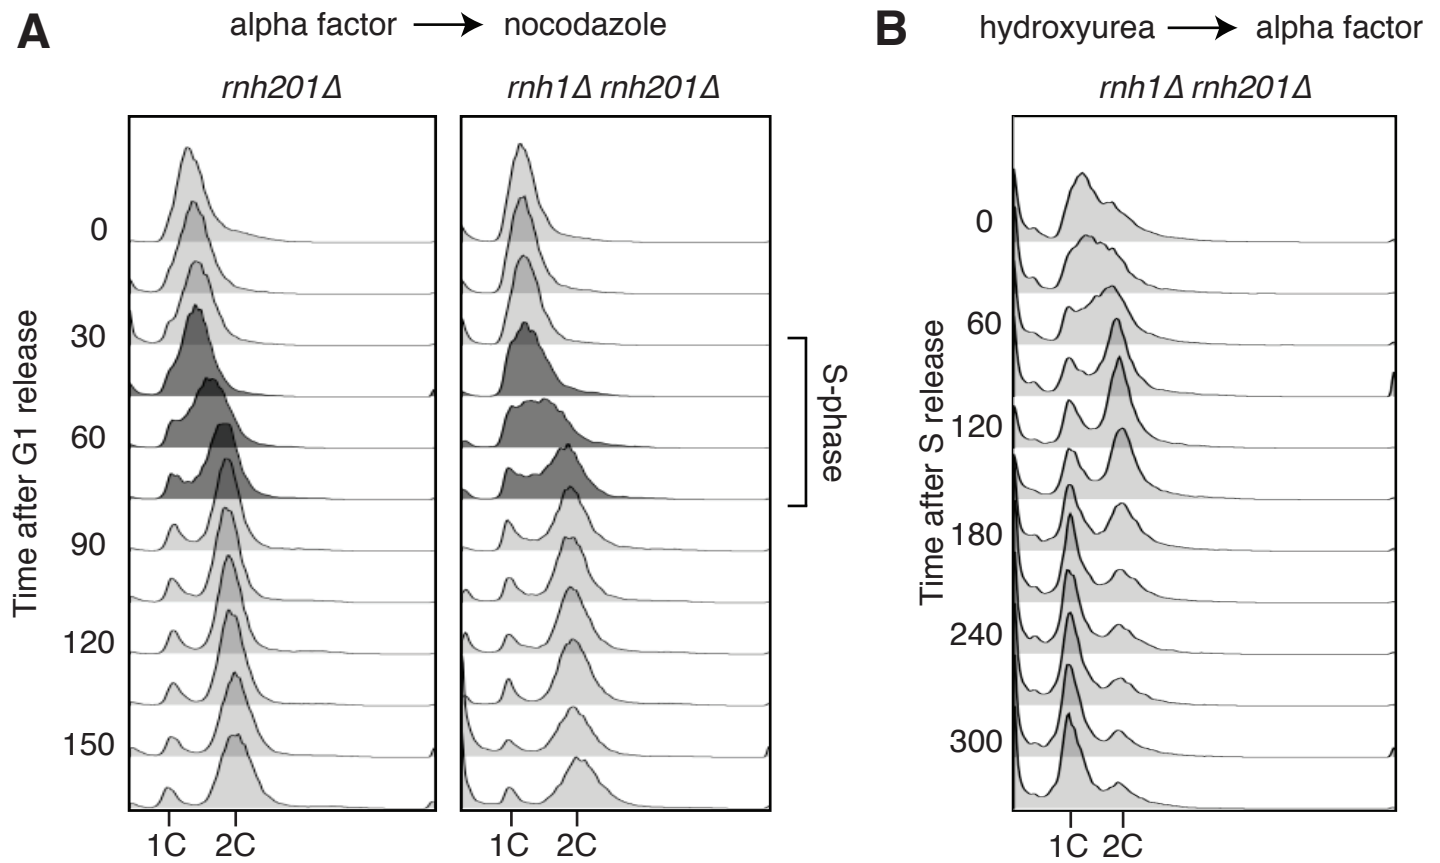 A
alpha factor → nocodazole
rnh201Δ
rnh1Δ rnh201Δ
Time after G1 release
0
30
60
90
120
150
S-phase
1C 2C
1C 2C
B
hydroxyurea → alpha factor
rnh1Δ rnh201Δ
Time after S release
0
60
120
180
240
300
1C 2C